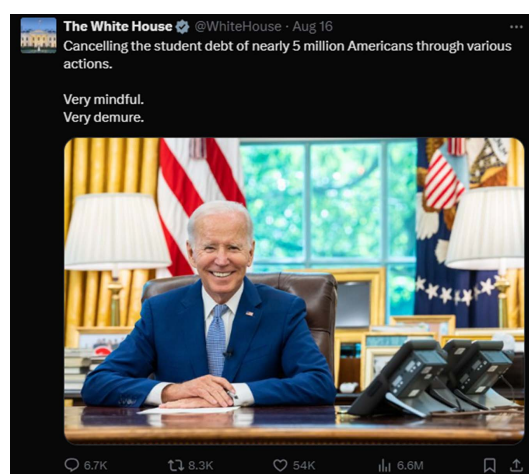 The White House @WhiteHouse · Aug 16
Cancelling the student debt of nearly 5 million Americans through various
actions.
Very mindful.
Very demure.
6.7K 8.3K 54K 6.6M